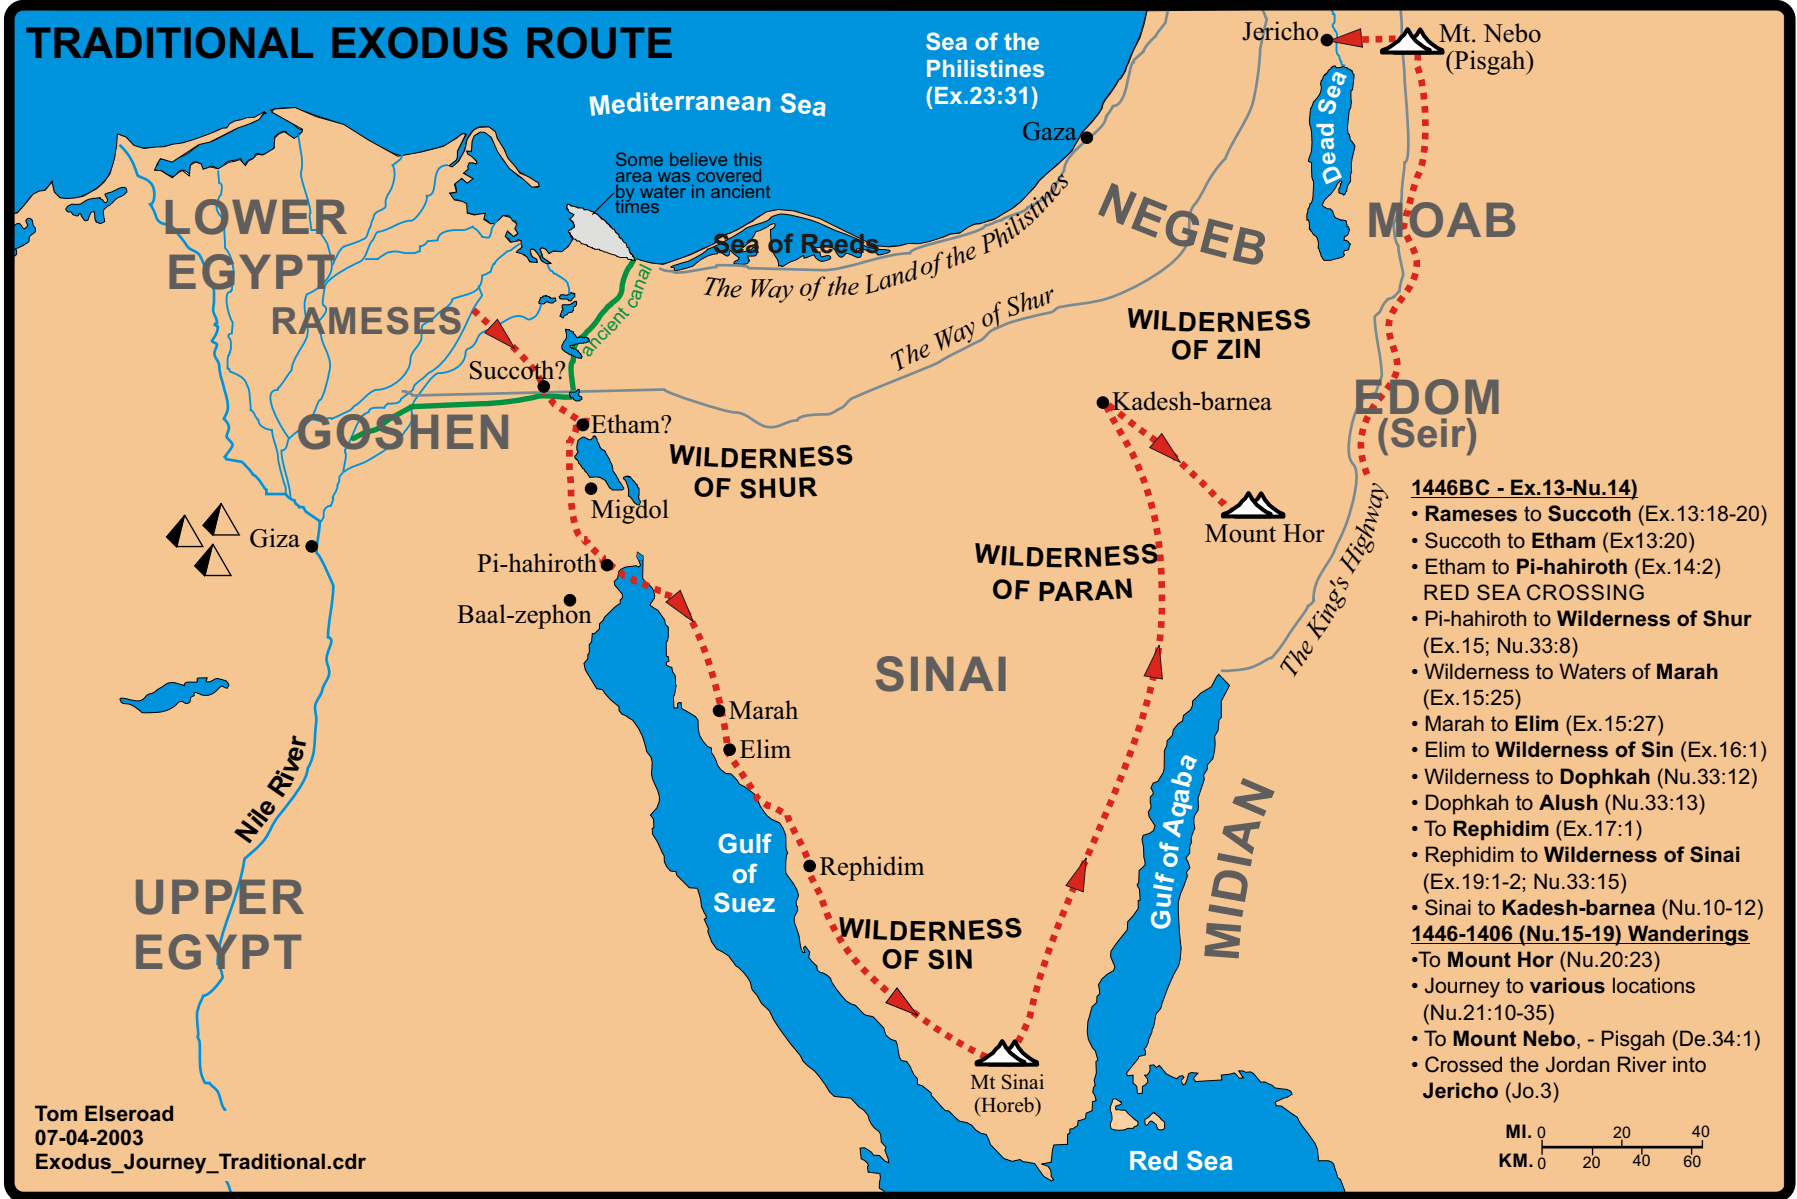 TRADITIONAL EXODUS ROUTE
Mediterranean Sea
Sea of the
Philistines
(Ex.23:31)
Jericho
Mt. Nebo
(Pisgah)
Dead Sea
Gaza
Some believe this
area was covered
by water in ancient
times
LOWER
EGYPT
RAMESES
Sea of Reeds
The Way of the Land of the Philistines
NEGEB
MOAB
ancient canal
The Way of Shur
WILDERNESS
OF ZIN
Succoth?
GOSHEN
Etham?
WILDERNESS
OF SHUR
Kadesh-barnea
EDOM
(Seir)
Migdol
Giza
Mount Hor
The King's Highway
Pi-hahiroth
Baal-zephon
WILDERNESS
OF PARAN
SINAI
Marah
Elim
Nile River
Gulf
of
Suez
Rephidim
Gulf of Aqaba
MIDIAN
UPPER
EGYPT
WILDERNESS
OF SIN
Mt Sinai
(Horeb)
Red Sea
1446BC - Ex.13-Nu.14)
• Rameses to Succoth (Ex.13:18-20)
• Succoth to Etham (Ex13:20)
• Etham to Pi-hahiroth (Ex.14:2)
RED SEA CROSSING
• Pi-hahiroth to Wilderness of Shur
(Ex.15; Nu.33:8)
• Wilderness to Waters of Marah
(Ex.15:25)
• Marah to Elim (Ex.15:27)
• Elim to Wilderness of Sin (Ex.16:1)
• Wilderness to Dophkah (Nu.33:12)
• Dophkah to Alush (Nu.33:13)
• To Rephidim (Ex.17:1)
• Rephidim to Wilderness of Sinai
(Ex.19:1-2; Nu.33:15)
• Sinai to Kadesh-barnea (Nu.10-12)
1446-1406 (Nu.15-19) Wanderings
•To Mount Hor (Nu.20:23)
• Journey to various locations
(Nu.21:10-35)
• To Mount Nebo, - Pisgah (De.34:1)
• Crossed the Jordan River into
Jericho (Jo.3)
MI. 0 20 40
KM. 0 20 40 60
Tom Elseroad
07-04-2003
Exodus_Journey_Traditional.cdr